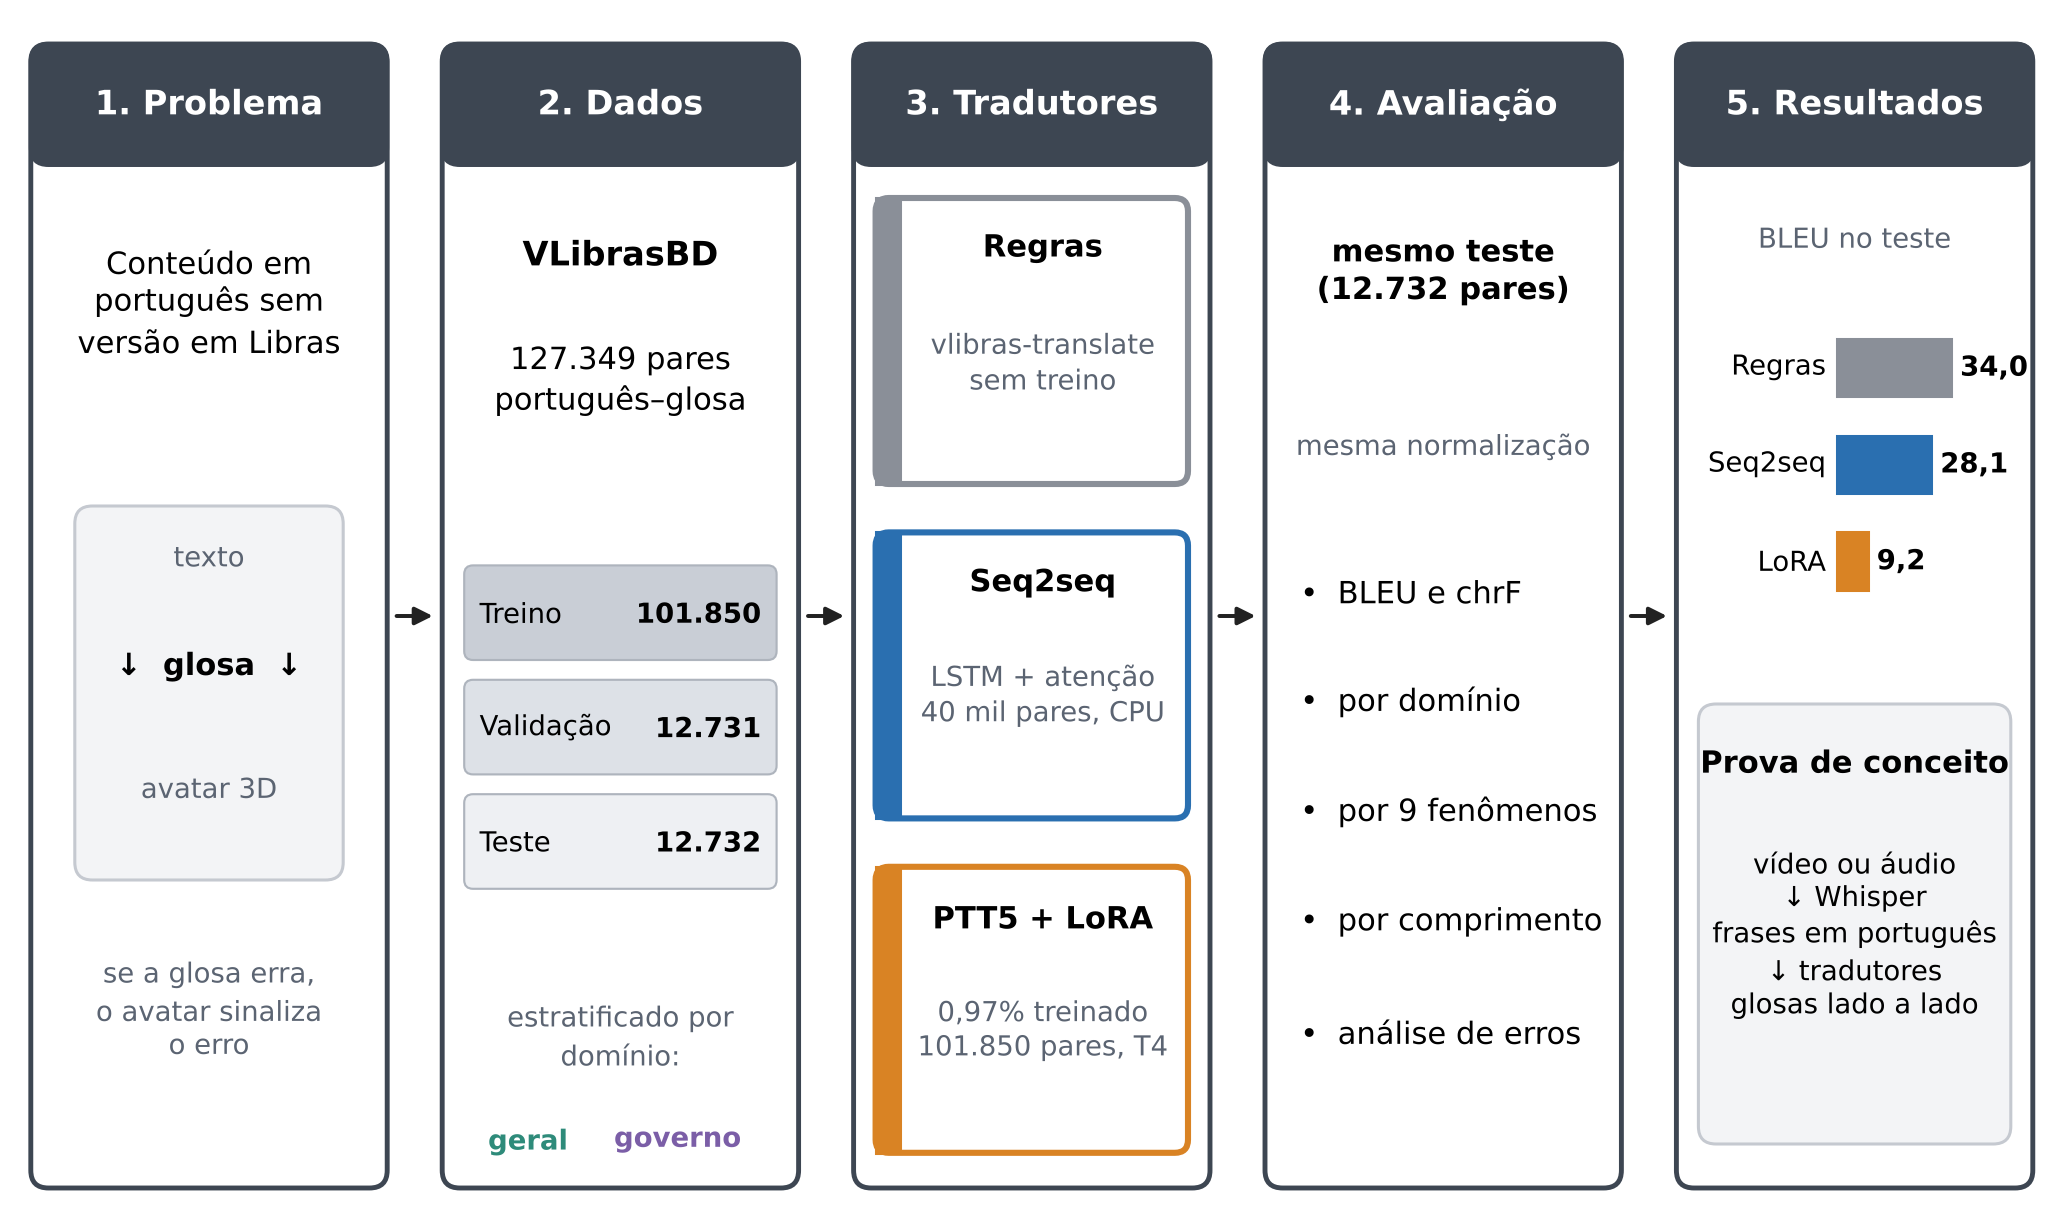 1. Problema
Conteúdo em
português sem
versão em Libras
texto
↓ glosa ↓
avatar 3D
se a glosa erra,
o avatar sinaliza
o erro
2. Dados
VLibrasBD
127.349 pares
português–glosa
Treino 101.850
Validação 12.731
Teste 12.732
estratificado por
domínio:
geral governo
3. Tradutores
Regras
vlibras-translate
sem treino
Seq2seq
LSTM + atenção
40 mil pares, CPU
PTT5 + LoRA
0,97% treinado
101.850 pares, T4
4. Avaliação
mesmo teste
(12.732 pares)
mesma normalização
• BLEU e chrF
• por domínio
• por 9 fenômenos
• por comprimento
• análise de erros
5. Resultados
BLEU no teste
Regras 34,0
Seq2seq 28,1
LoRA 9,2
Prova de conceito
vídeo ou áudio
↓ Whisper
frases em português
↓ tradutores
glosas lado a lado